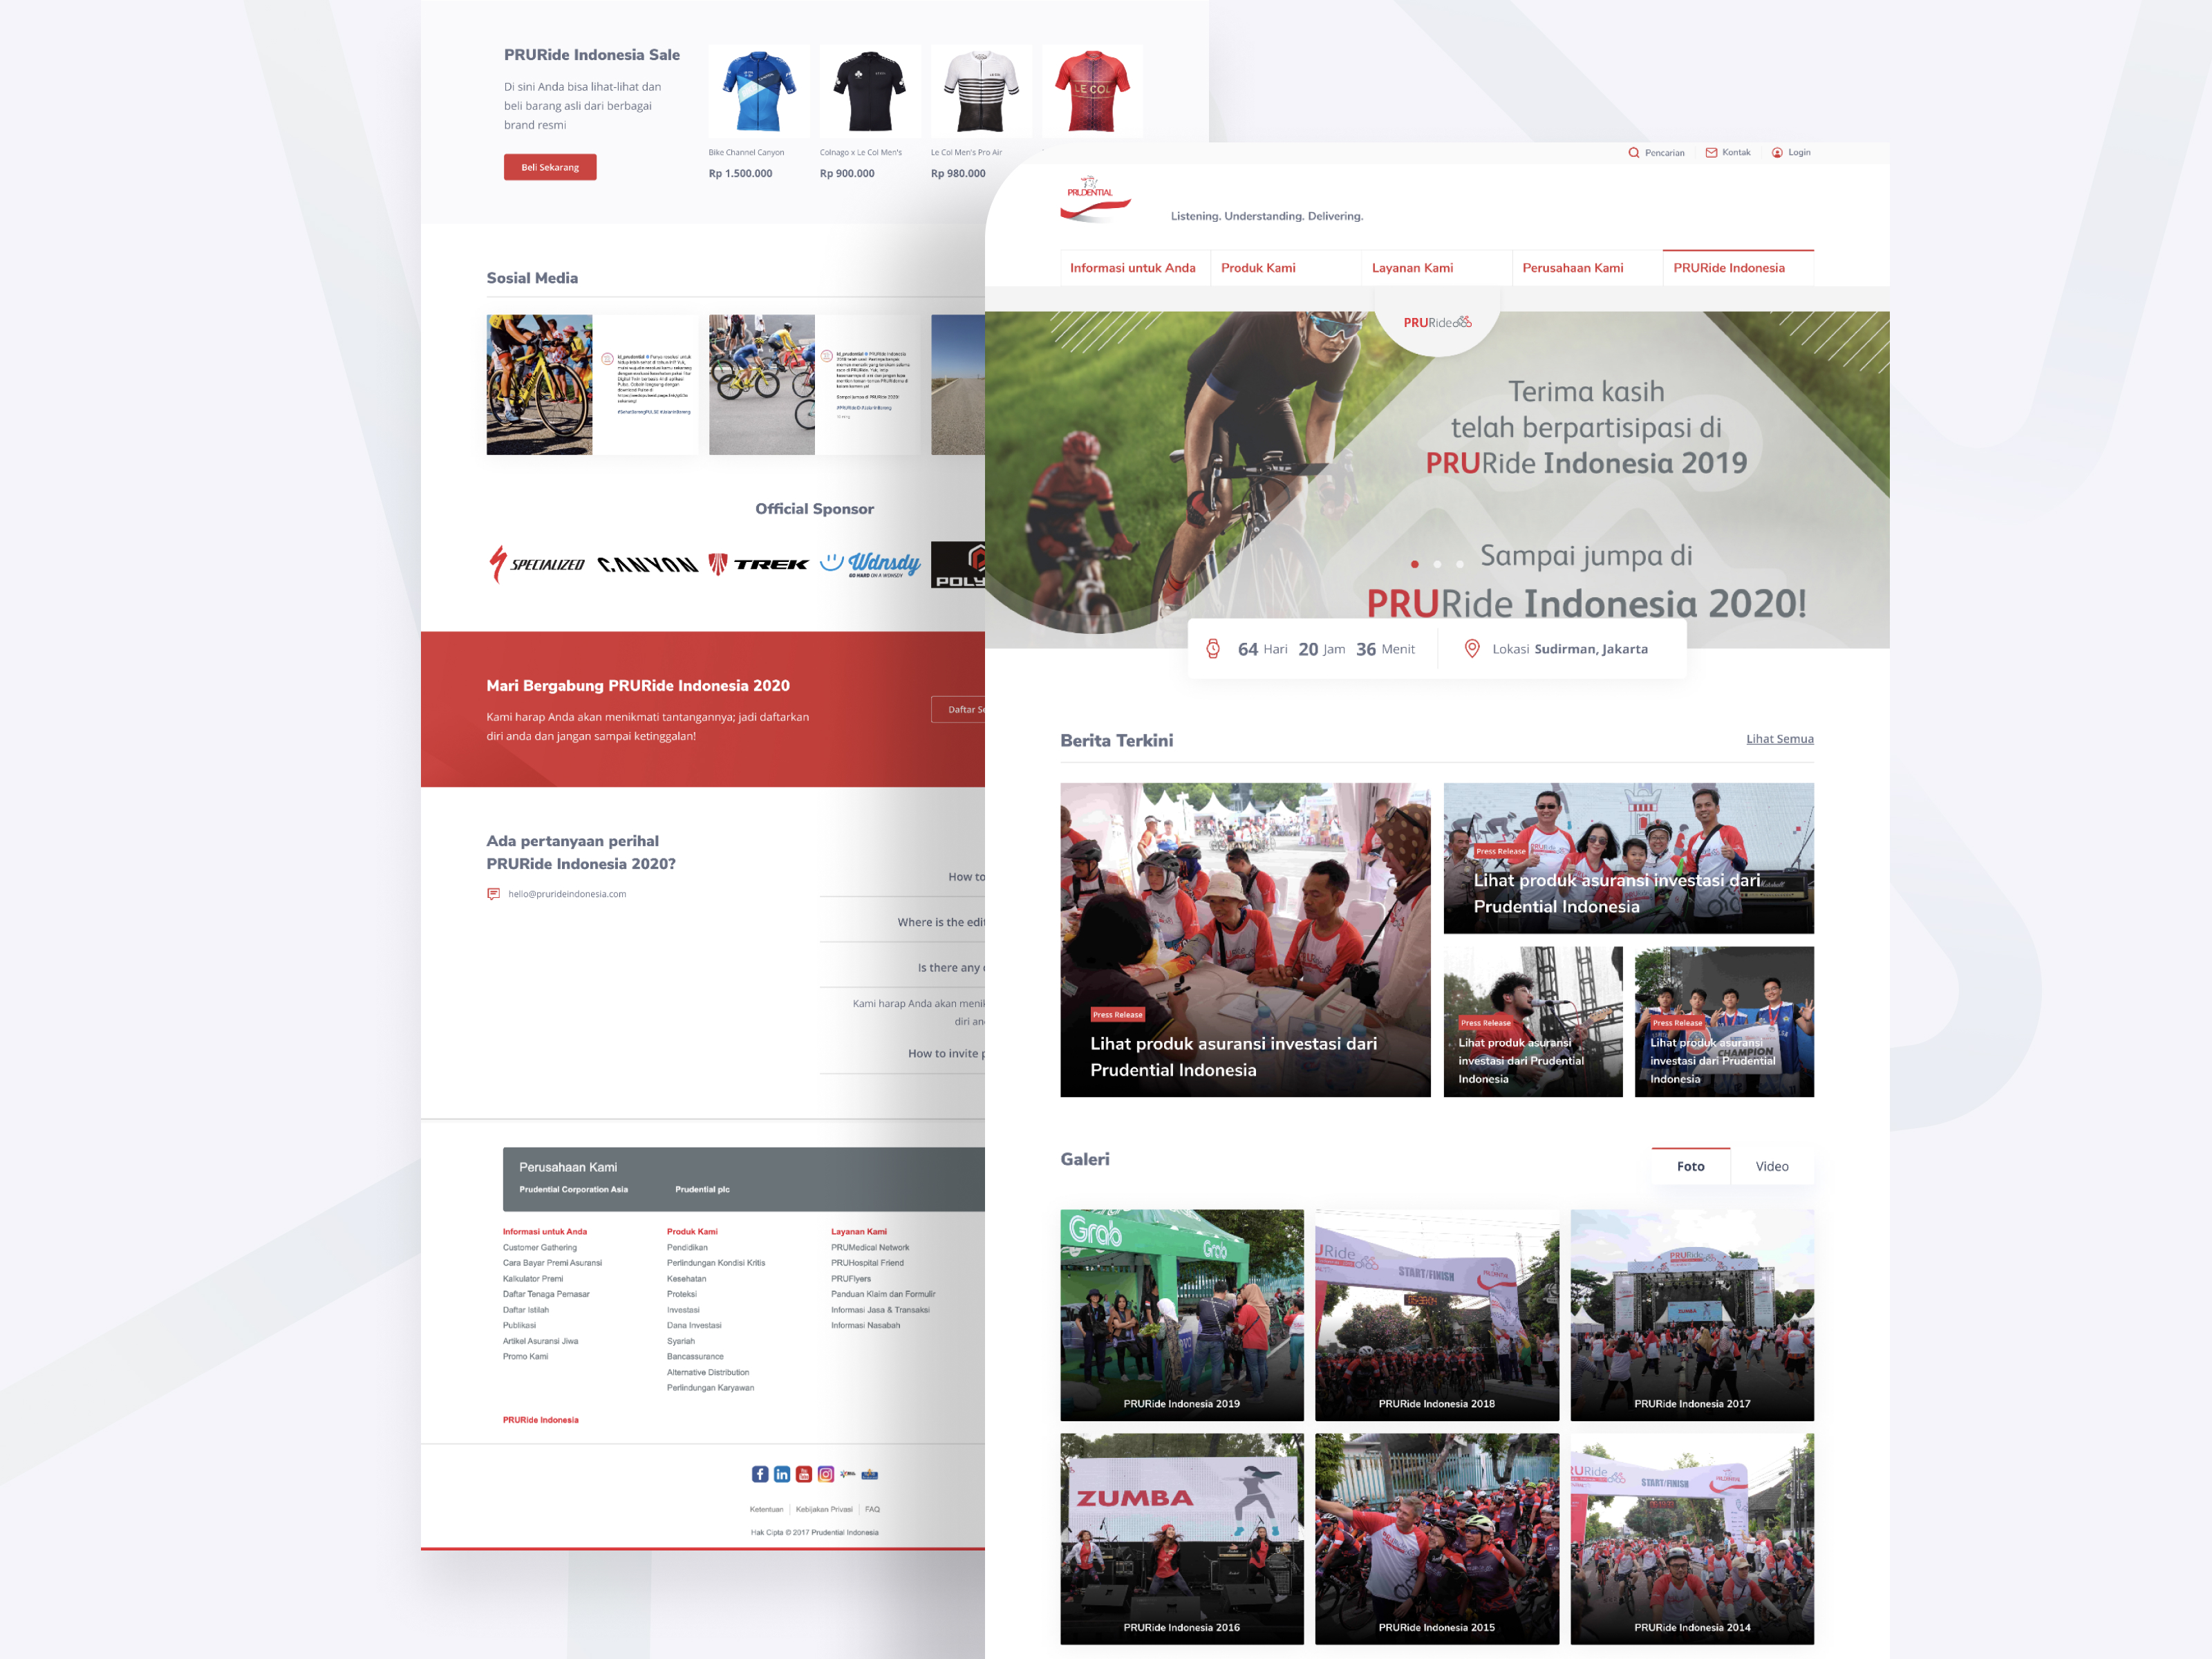 PRURide Indonesia Sale
Di sini Anda bisa lihat-lihat dan
beli barang asli dari berbagai
brand resmi
Beli Sekarang
LE COL
Bike Channel Canyon
Rp 1.500.000
Colnago x Le Col Men's
Rp 900.000
Le Col Men's Pro Air
Rp 980.000
Sosial Media
Official Sponsor
SPECIALIZED
CANYON
TREK
Wdnsdy
Mari Bergabung PRURide Indonesia 2020
Kami harap Anda akan menikmati tantangannya; jadi daftarkan
diri anda dan jangan sampai ketinggalan!
Daftar
Ada pertanyaan perihal
PRURide Indonesia 2020?
hello@prurideindonesia.com
How to
Where is the
Is there any
Kami harap Anda akan
diri
How to invite
Perusahaan Kami
Prudential Corporation Asia
Prudential plc
Informasi untuk Anda
Customer Gathering
Cara Bayar Premi Asuransi
Kalkulator Premi
Daftar Tenaga Pemasar
Daftar Istilah
Publikasi
Artikel Asuransi Jiwa
Promo Kami
Produk Kami
Pendidikan
Perlindungan Kondisi Kritis
Kesehatan
Proteksi
Investasi
Dana Investasi
Syariah
Bancassurance
Alternative Distribution
Perlindungan Karyawan
Layanan Kami
PRUMedical Network
PRUHospital Friend
PRUFlyers
Panduan Klaim dan Formulir
Informasi Jasa & Transaksi
Informasi Nasabah
PRURide Indonesia
Ketentuan
Kebijakan Privasi
FAQ
Hak Cipta © 2017 Prudential Indonesia
Pencarian
Kontak
Login
PRUDENTIAL
Listening. Understanding. Delivering.
Informasi untuk Anda
Produk Kami
Layanan Kami
Perusahaan Kami
PRURide Indonesia
PRURide
Terima kasih
telah berpartisipasi di
PRURide Indonesia 2019
Sampai jumpa di
PRURide Indonesia 2020!
64 Hari 20 Jam 36 Menit
Lokasi Sudirman, Jakarta
Berita Terkini
Lihat Semua
Press Release
Lihat produk asuransi investasi dari
Prudential Indonesia
Press Release
Lihat produk asuransi investasi dari
Prudential Indonesia
Press Release
Lihat produk asuransi
investasi dari Prudential
Indonesia
Press Release
Lihat produk asuransi
investasi dari Prudential
Indonesia
CHAMPION
Galeri
Foto
Video
Grab
Grab
PRURide Indonesia 2019
START/FINISH
PRURide Indonesia 2018
PRURide
ZUMBA
PRURide Indonesia 2017
ZUMBA
PRURide Indonesia 2016
PRURide Indonesia 2015
START/FINISH
PRURide Indonesia 2014